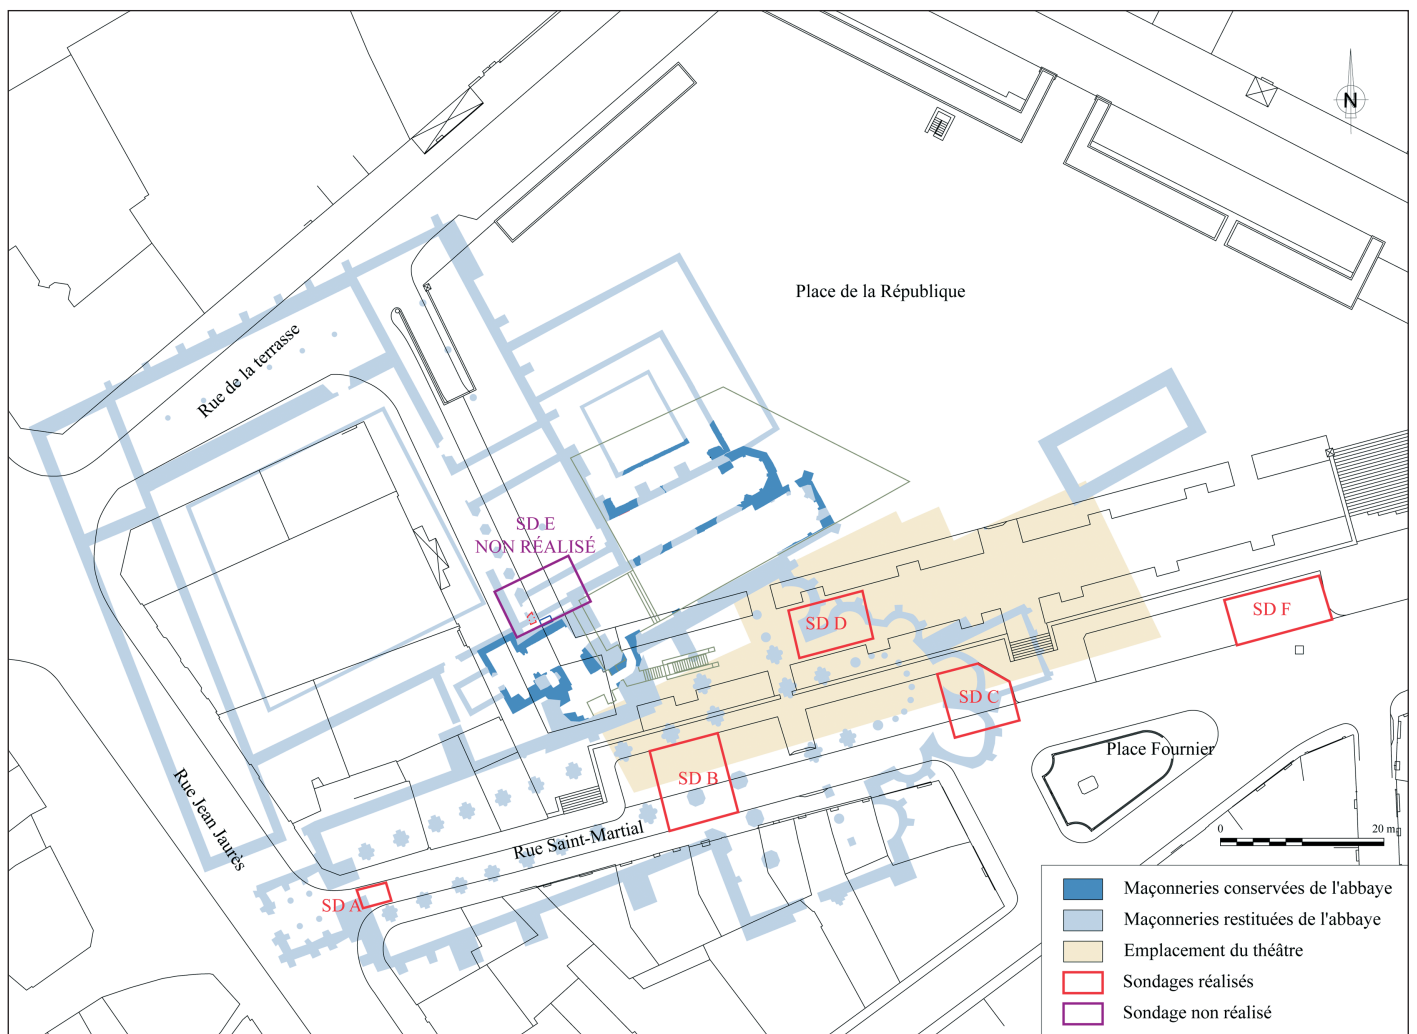 N
Place de la République
Rue de la terrasse
SD E
NON RÉALISÉ
SD D
SD F
SD C
Place Fournier
SD B
Rue Jean Jaurès
Rue Saint-Martial
SD A
0 20 m
Maçonneries conservées de l'abbaye
Maçonneries restituées de l'abbaye
Emplacement du théâtre
Sondages réalisés
Sondage non réalisé